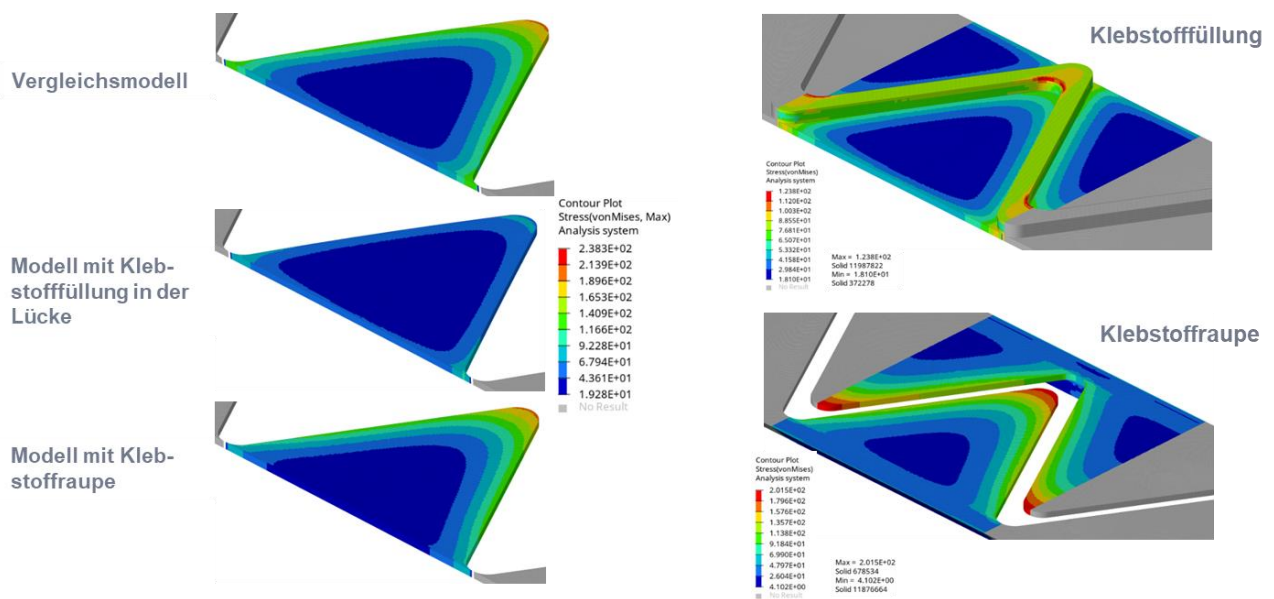 Vergleichsmodell
Modell mit Kleb-
stofffüllung in der
Lücke
Modell mit Kleb-
stoffraupe
Contour Plot
Stress(vonMises, Max)
Analysis system
2.383E+02
2.139E+02
1.896E+02
1.653E+02
1.409E+02
1.166E+02
9.228E+01
6.794E+01
4.361E+01
1.928E+01
No Result
Klebstofffüllung
Contour Plot
Stress(vonMises)
Analysis system
1.238E+02
1.120E+02
1.003E+02
8.855E+01
7.681E+01
6.507E+01
5.332E+01
4.158E+01
2.984E+01
1.810E+01
No Result
Max = 1.238E+02
Solid 11987822
Min = 1.810E+01
Solid 372278
Klebstoffraupe
Contour Plot
Stress(vonMises)
Analysis system
2.015E+02
1.796E+02
1.576E+02
1.357E+02
1.138E+02
9.184E+01
6.990E+01
4.797E+01
2.604E+01
4.102E+00
No Result
Max = 2.015E+02
Solid 678534
Min = 4.102E+00
Solid 11876664